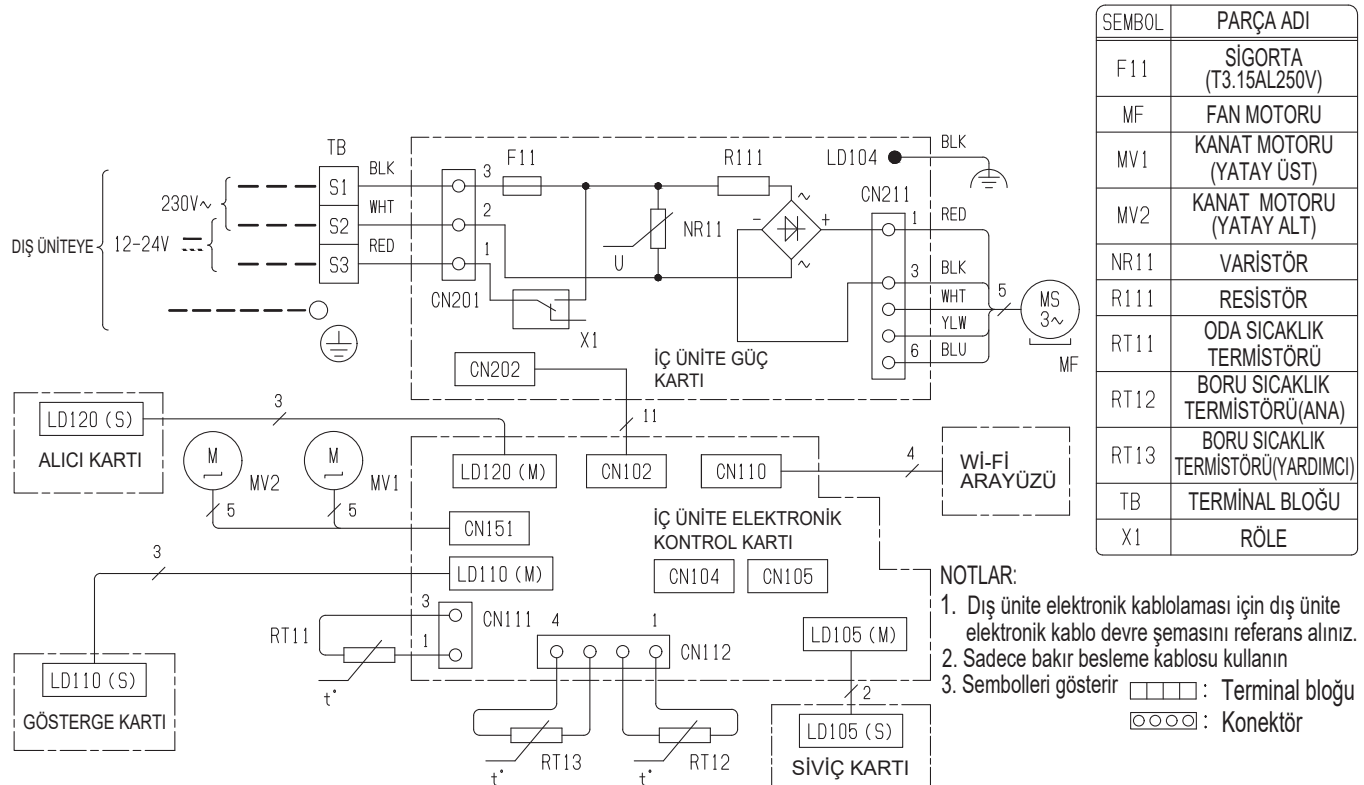 TB
BLK
S1
230V~
WHT
S2
DIŞ ÜNİTEYE
12-24V
RED
S3
3
2
1
CN201
F11
R111
LD104
BLK
NR11
U
X1
CN211
1
RED
3
BLK
WHT
YLW
6
BLU
5
MS
3~
MF
İÇ ÜNİTE GÜÇ
KARTI
CN202
11
LD120 (S)
ALICI KARTI
3
M
MV2
5
M
MV1
5
LD120 (M)
CN102
CN110
4
Wİ-Fİ
ARAYÜZÜ
CN151
İÇ ÜNİTE ELEKTRONİK
KONTROL KARTI
LD110 (M)
CN104
CN105
3
LD110 (S)
GÖSTERGE KARTI
RT11
t°
3
1
CN111
4
1
CN112
t°
RT13
t°
RT12
LD105 (M)
2
LD105 (S)
SİVİÇ KARTI
SEMBOL PARÇA ADI
F11 SİGORTA
(T3.15AL250V)
MF FAN MOTORU
MV1 KANAT MOTORU
(YATAY ÜST)
MV2 KANAT MOTORU
(YATAY ALT)
NR11 VARİSTÖR
R111 RESİSTÖR
RT11 ODA SICAKLIK
TERMİSTÖRÜ
RT12 BORU SICAKLIK
TERMİSTÖRÜ(ANA)
RT13 BORU SICAKLIK
TERMİSTÖRÜ(YARDIMCI)
TB TERMİNAL BLOĞU
X1 RÖLE
NOTLAR:
1. Dış ünite elektronik kablolaması için dış ünite
elektronik kablo devre şemasını referans alınız.
2. Sadece bakır besleme kablosu kullanın
3. Sembolleri gösterir : Terminal bloğu
: Konektör